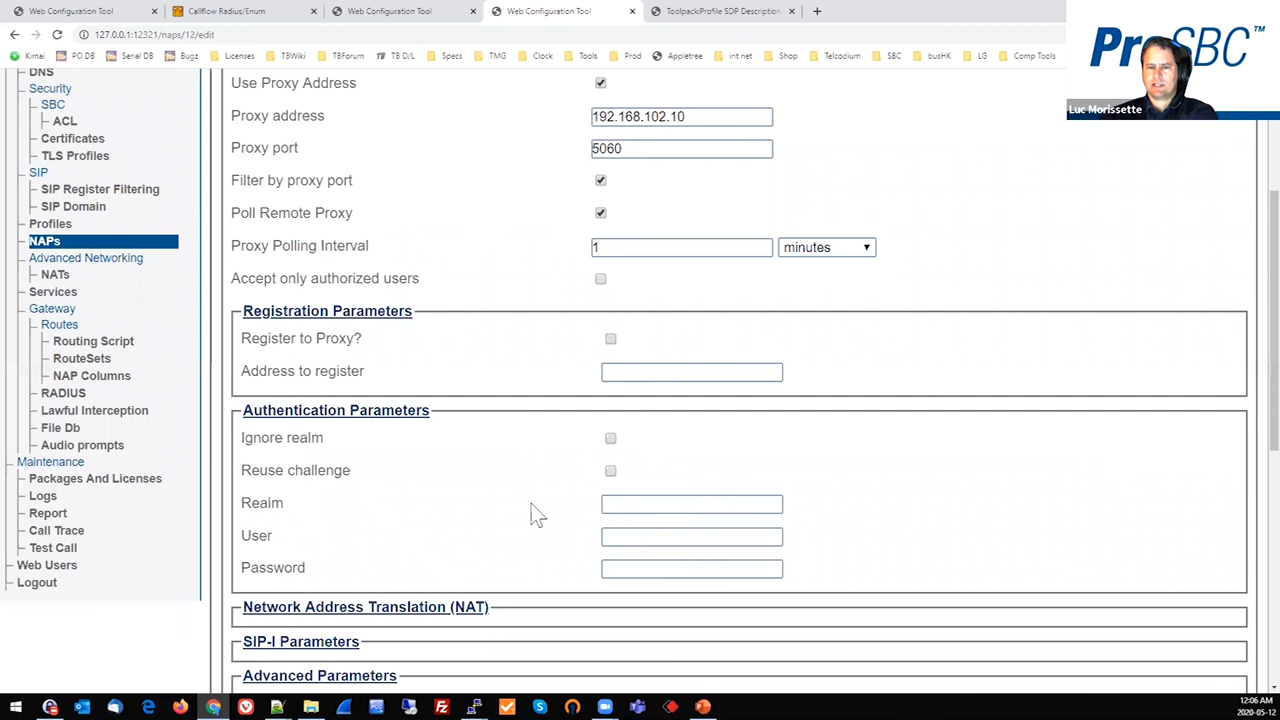 Web Configuration Tool
Callflow Radius/Enum
Web Configuration Tool
Web Configuration Tool
Toolpack:Profile SDP Description
127.0.0.1:12321/naps/12/edit
Kimai PO DB Serial DB Bugz Licenses TBWiki TBForum TB D/L Specs TMG Clock Tools Prod Appletree int net Shop Telcodium SBC busHK LG Comp Tools
ProSBC™
Luc Morissette
DNS
Security
SBC
ACL
Certificates
TLS Profiles
SIP
SIP Register Filtering
SIP Domain
Profiles
NAPs
Advanced Networking
NATs
Services
Gateway
Routes
Routing Script
RouteSets
NAP Columns
RADIUS
Lawful Interception
File Db
Audio prompts
Maintenance
Packages And Licenses
Logs
Report
Call Trace
Test Call
Web Users
Logout
Use Proxy Address
Proxy address 192.168.102.10
Proxy port 5060
Filter by proxy port
Poll Remote Proxy
Proxy Polling Interval 1 minutes
Accept only authorized users
Registration Parameters
Register to Proxy?
Address to register
Authentication Parameters
Ignore realm
Reuse challenge
Realm
User
Password
Network Address Translation (NAT)
SIP-I Parameters
Advanced Parameters
12:06 AM
2020-05-12